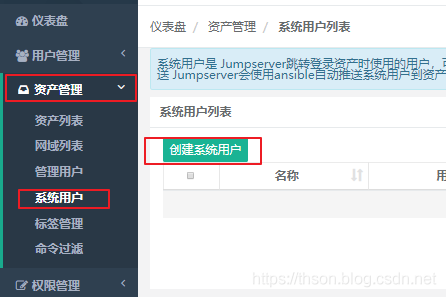 仪表盘
用户管理
资产管理
资产列表
网域列表
管理用户
系统用户
标签管理
命令过滤
权限管理
仪表盘 / 资产管理 / 系统用户列表
系统用户是 Jumpserver跳转登录资产时使用的用户，可
送 Jumpserver会使用ansible自动推送系统用户到资产
系统用户列表
创建系统用户
名称
用
https://thson.blog.csdn.net